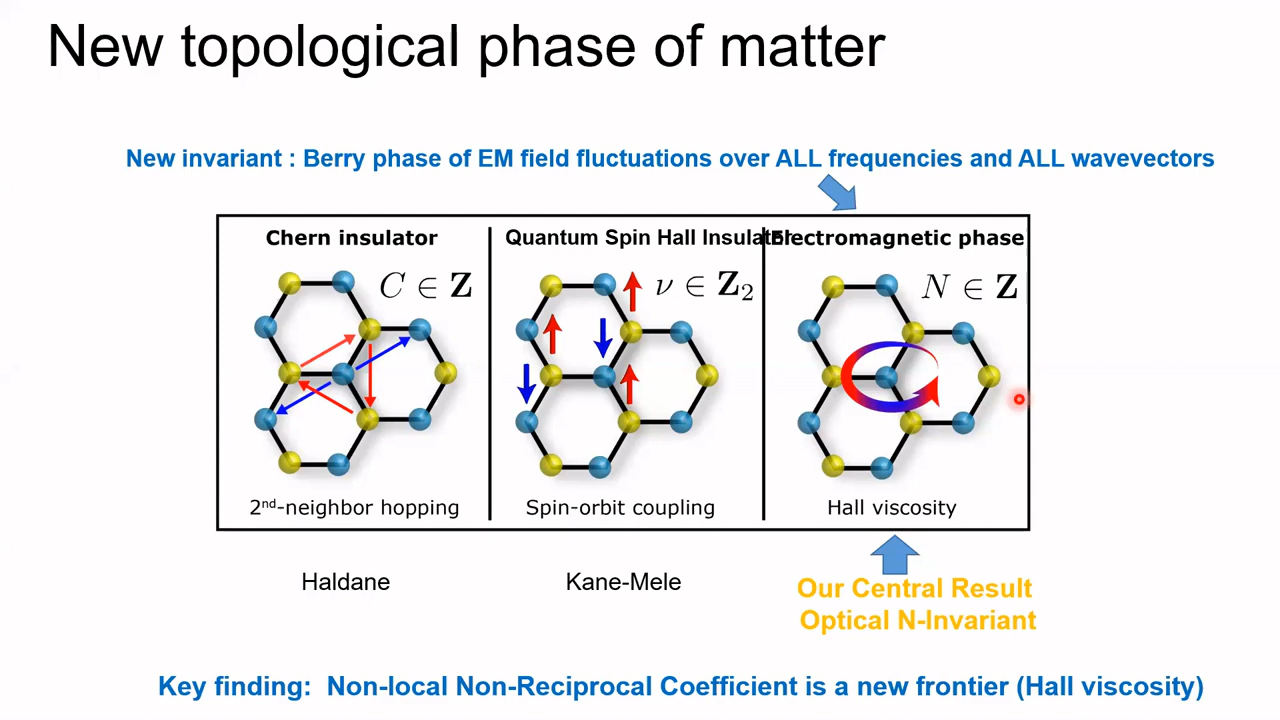 New topological phase of matter
New invariant : Berry phase of EM field fluctuations over ALL frequencies and ALL wavevectors
Chern insulator
C ∈ Z
2nd-neighbor hopping
Quantum Spin Hall Insulator
ν ∈ Z₂
Spin-orbit coupling
Electromagnetic phase
N ∈ Z
Hall viscosity
Haldane
Kane-Mele
Our Central Result
Optical N-Invariant
Key finding: Non-local Non-Reciprocal Coefficient is a new frontier (Hall viscosity)